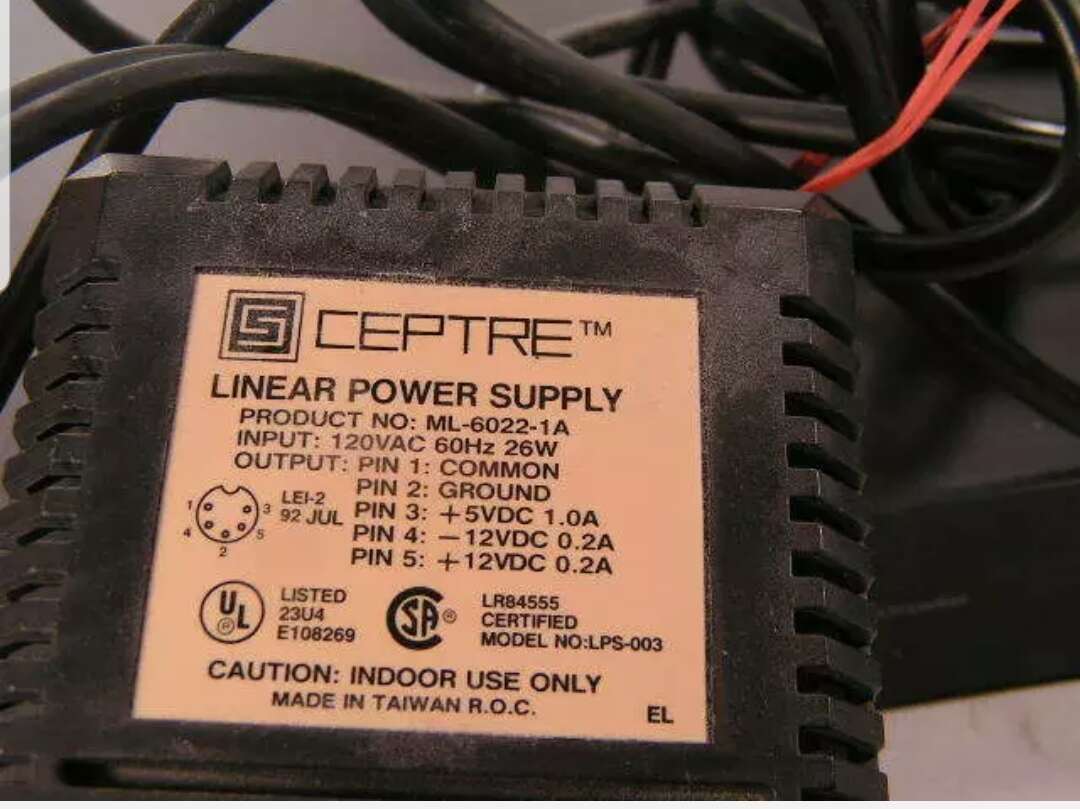 SCEPTRE™
LINEAR POWER SUPPLY
PRODUCT NO: ML-6022-1A
INPUT: 120VAC 60Hz 26W
OUTPUT: PIN 1: COMMON
PIN 2: GROUND
PIN 3: +5VDC 1.0A
PIN 4: −12VDC 0.2A
PIN 5: +12VDC 0.2A
1 3
4 5
2
LEI-2
92 JUL
UL ®
LISTED
23U4
E108269
SA ®
LR84555
CERTIFIED
MODEL NO:LPS-003
CAUTION: INDOOR USE ONLY
MADE IN TAIWAN R.O.C.
EL